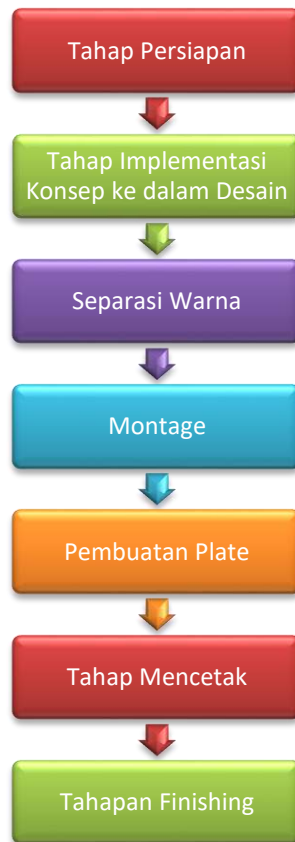 Tahap Persiapan
Tahap Implementasi
Konsep ke dalam Desain
Separasi Warna
Montage
Pembuatan Plate
Tahap Mencetak
Tahapan Finishing